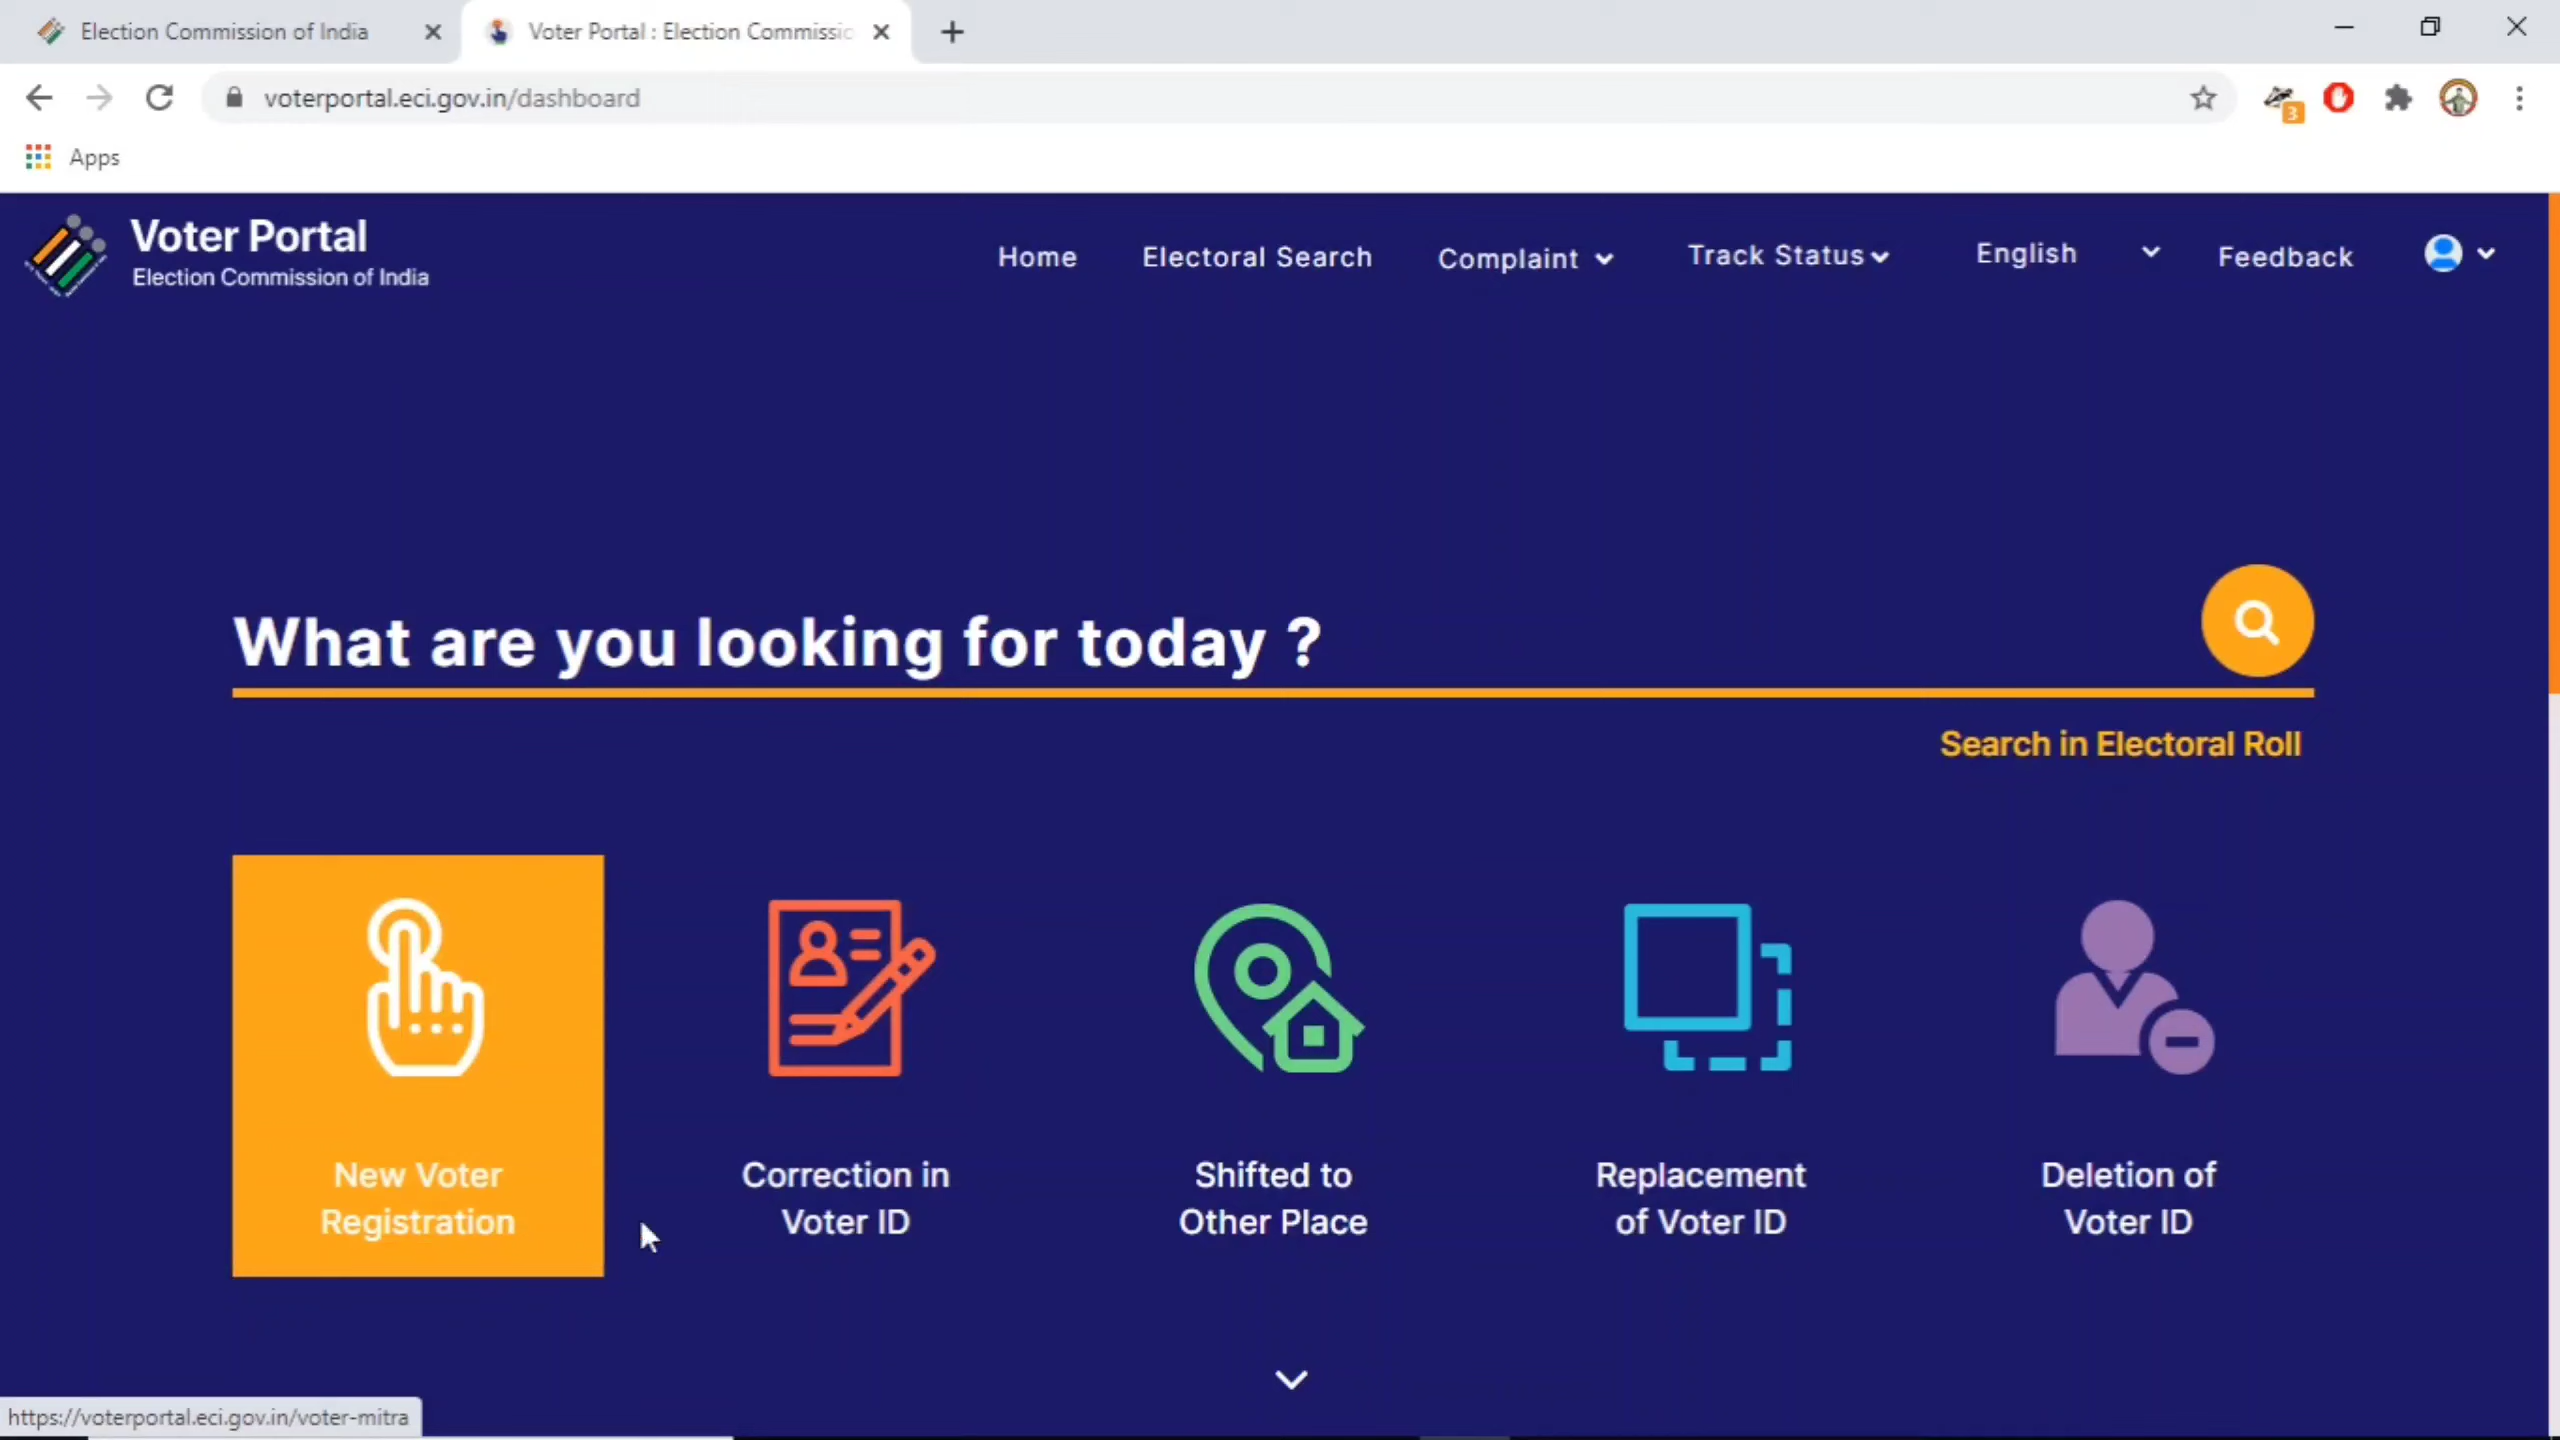 Election Commission of India
Voter Portal : Election Commissio
voterportal.eci.gov.in/dashboard
3
Apps
Voter Portal
Election Commission of India
Home
Electoral Search
Complaint
Track Status
English
Feedback
What are you looking for today ?
Search in Electoral Roll
New Voter
Registration
Correction in
Voter ID
Shifted to
Other Place
Replacement
of Voter ID
Deletion of
Voter ID
https://voterportal.eci.gov.in/voter-mitra